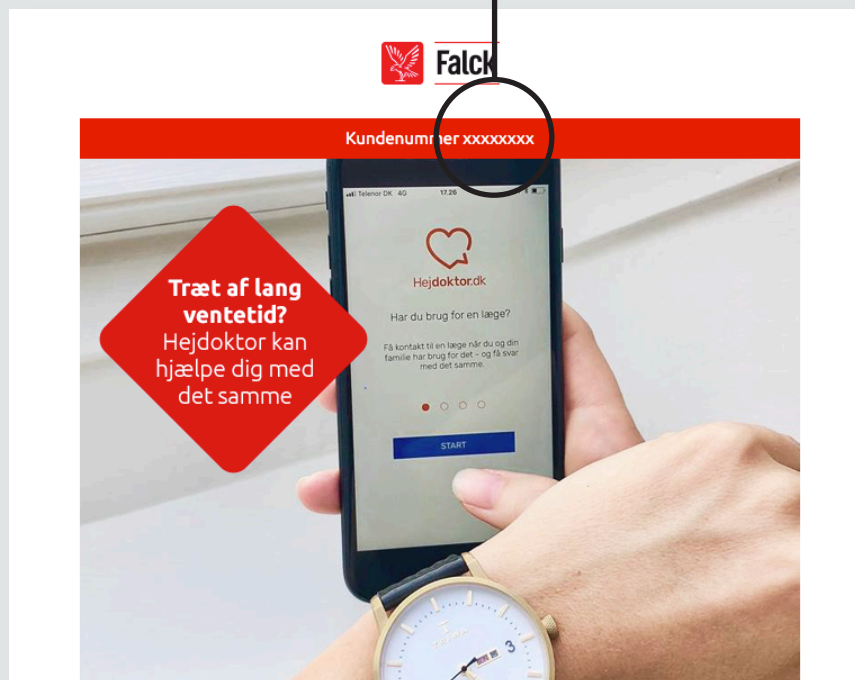 Falck
Kundenummer xxxxxxxx
Telenor DK 4G 17.26
Hejdoktor.dk
Har du brug for en læge?
Få kontakt til en læge når du og din
familie har brug for det - og få svar
med det samme.
START
Træt af lang
ventetid?
Hejdoktor kan
hjælpe dig med
det samme
3